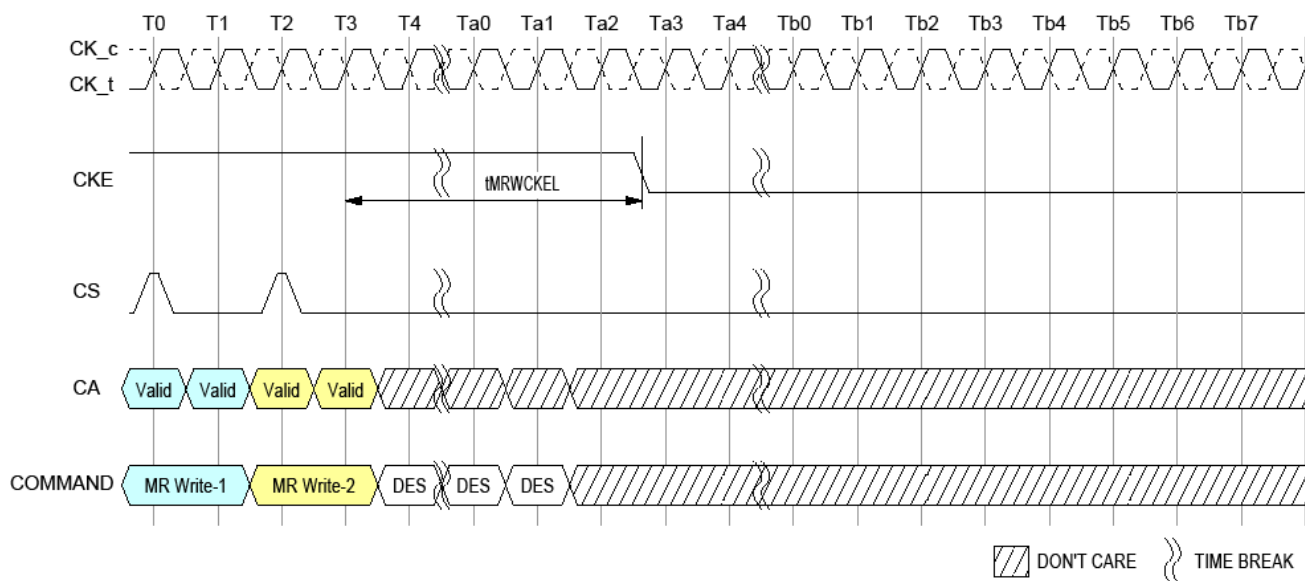 T0 T1 T2 T3 T4 Ta0 Ta1 Ta2 Ta3 Ta4 Tb0 Tb1 Tb2 Tb3 Tb4 Tb5 Tb6 Tb7
CK_c
CK_t
CKE
tMRWCKEL
CS
CA Valid Valid Valid Valid
COMMAND MR Write-1 MR Write-2 DES DES DES
DON'T CARE TIME BREAK